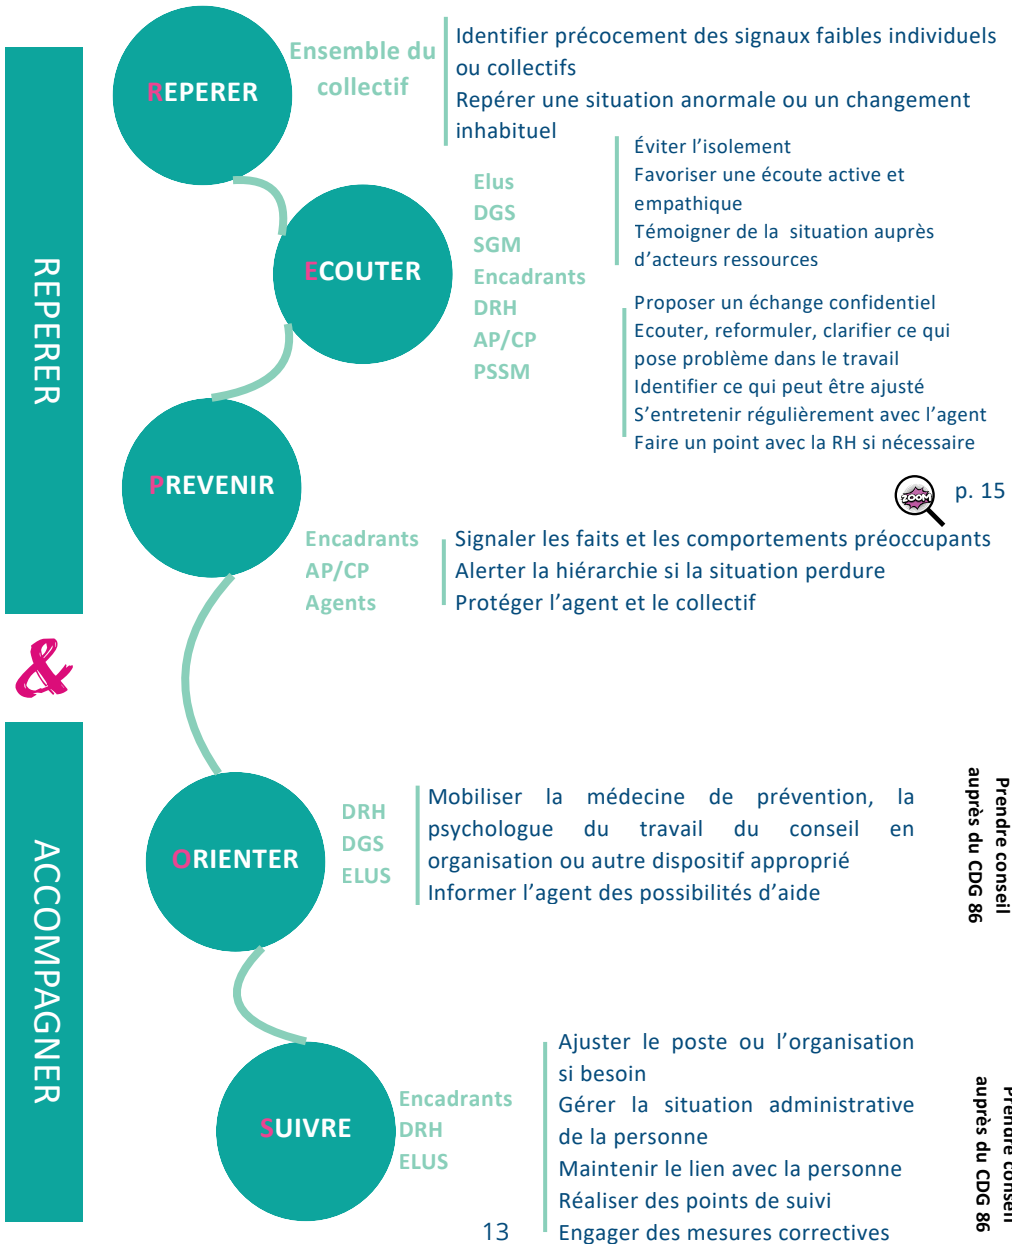 REPERER
&
ACCOMPAGNER
REPERER
Ensemble du
collectif
Identifier précocement des signaux faibles individuels
ou collectifs
Repérer une situation anormale ou un changement
inhabituel
ECOUTER
Elus
DGS
SGM
Encadrants
DRH
AP/CP
PSSM
Éviter l’isolement
Favoriser une écoute active et
empathique
Témoigner de la situation auprès
d’acteurs ressources
Proposer un échange confidentiel
Ecouter, reformuler, clarifier ce qui
pose problème dans le travail
Identifier ce qui peut être ajusté
S’entretenir régulièrement avec l’agent
Faire un point avec la RH si nécessaire
ZOOM
p. 15
PREVENIR
Encadrants
AP/CP
Agents
Signaler les faits et les comportements préoccupants
Alerter la hiérarchie si la situation perdure
Protéger l’agent et le collectif
ORIENTER
DRH
DGS
ELUS
Mobiliser la médecine de prévention, la
psychologue du travail du conseil en
organisation ou autre dispositif approprié
Informer l’agent des possibilités d’aide
Prendre conseil
auprès du CDG 86
SUIVRE
Encadrants
DRH
ELUS
Ajuster le poste ou l’organisation
si besoin
Gérer la situation administrative
de la personne
Maintenir le lien avec la personne
Réaliser des points de suivi
Engager des mesures correctives
Prendre conseil
auprès du CDG 86
13